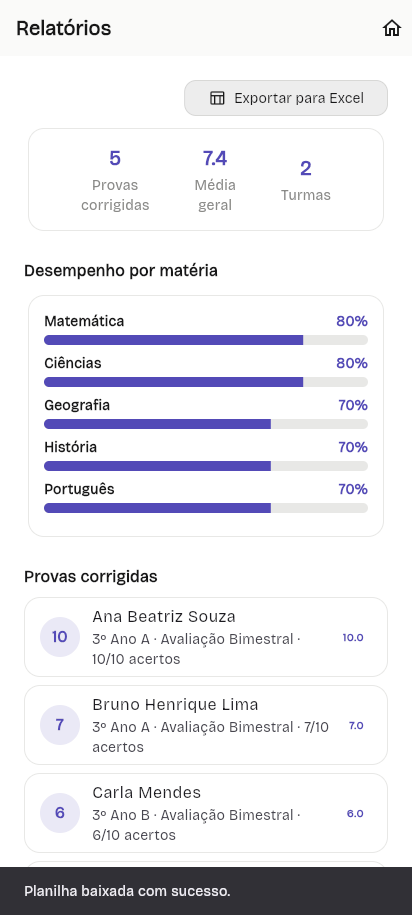 Relatórios
Exportar para Excel
5
Provas
corrigidas
7.4
Média
geral
2
Turmas
Desempenho por matéria
Matemática 80%
Ciências 80%
Geografia 70%
História 70%
Português 70%
Provas corrigidas
10
Ana Beatriz Souza
3º Ano A · Avaliação Bimestral ·
10/10 acertos
10.0
7
Bruno Henrique Lima
3º Ano A · Avaliação Bimestral · 7/10
acertos
7.0
6
Carla Mendes
3º Ano B · Avaliação Bimestral ·
6/10 acertos
6.0
Planilha baixada com sucesso.